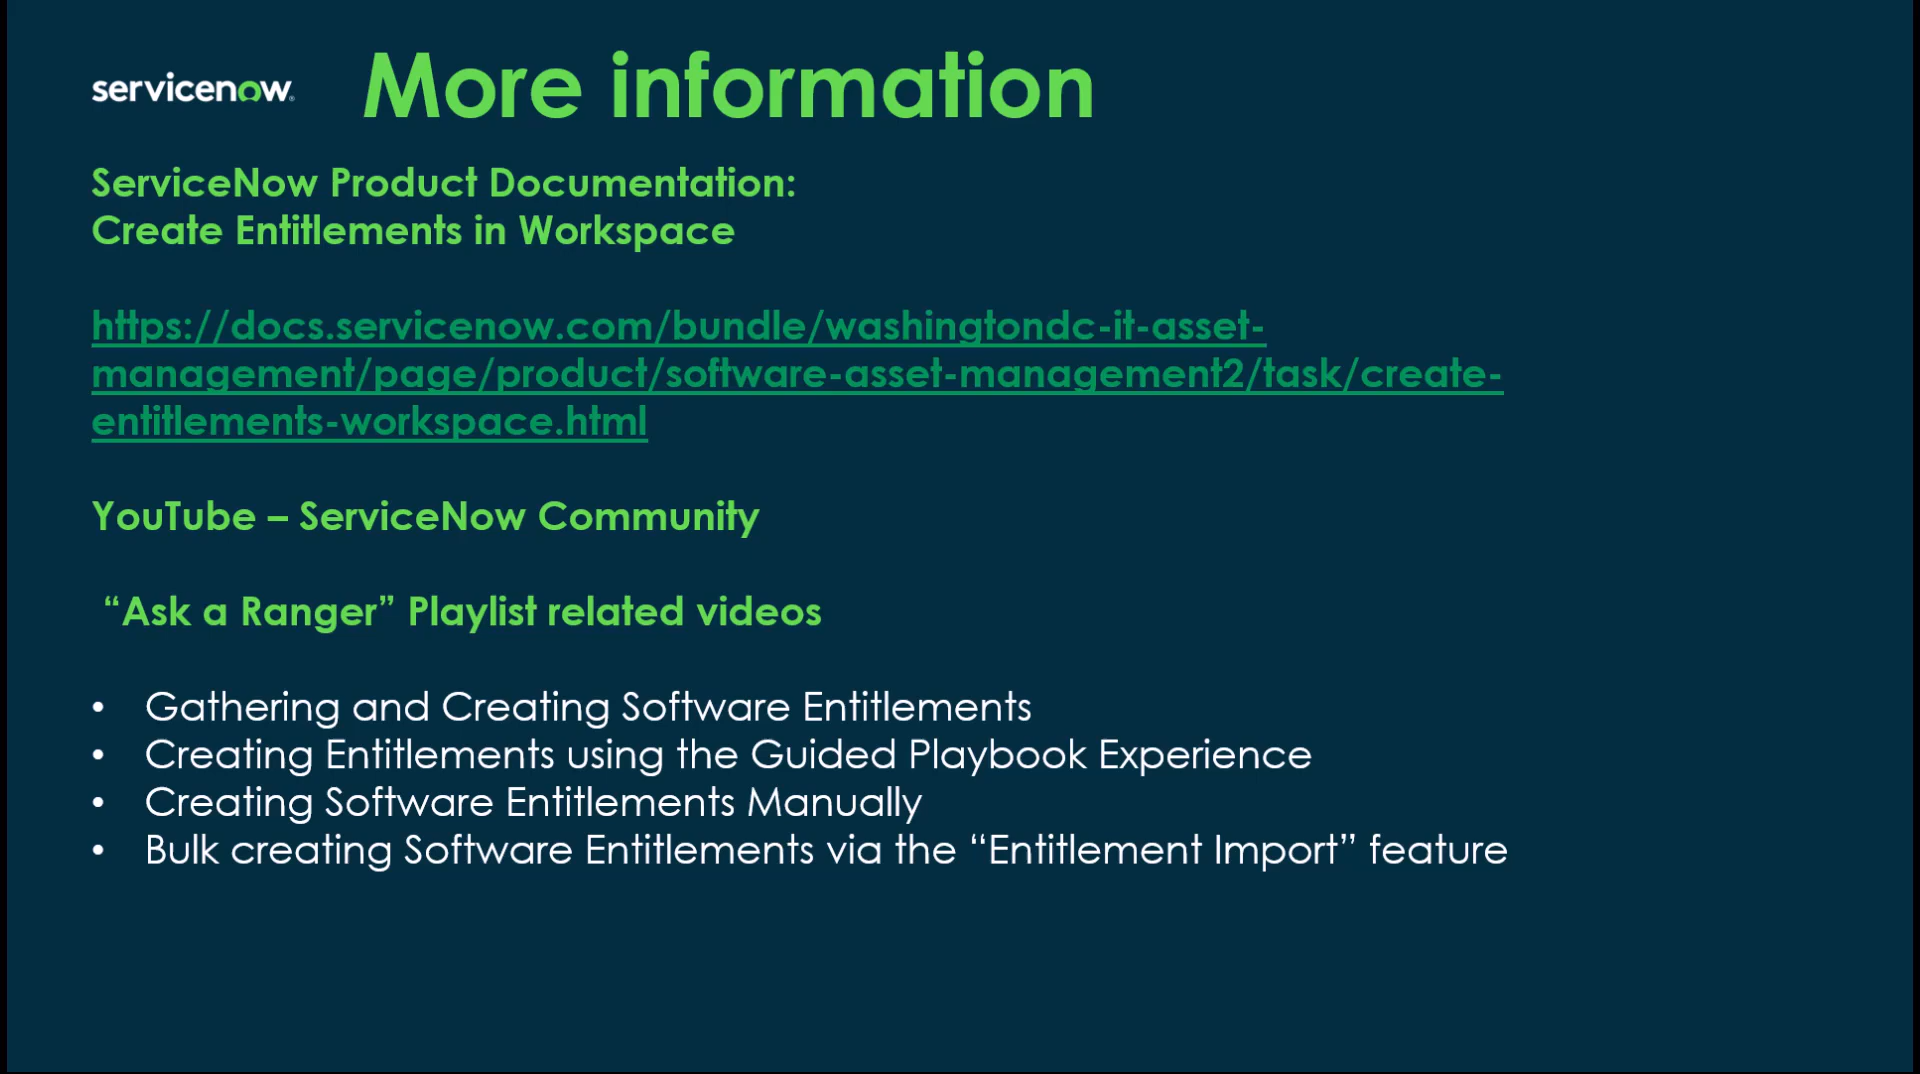 servicenow
More information
ServiceNow Product Documentation:
Create Entitlements in Workspace
https://docs.servicenow.com/bundle/washingtondc-it-asset-
management/page/product/software-asset-management2/task/create-
entitlements-workspace.html
YouTube – ServiceNow Community
“Ask a Ranger” Playlist related videos
• Gathering and Creating Software Entitlements
• Creating Entitlements using the Guided Playbook Experience
• Creating Software Entitlements Manually
• Bulk creating Software Entitlements via the “Entitlement Import” feature